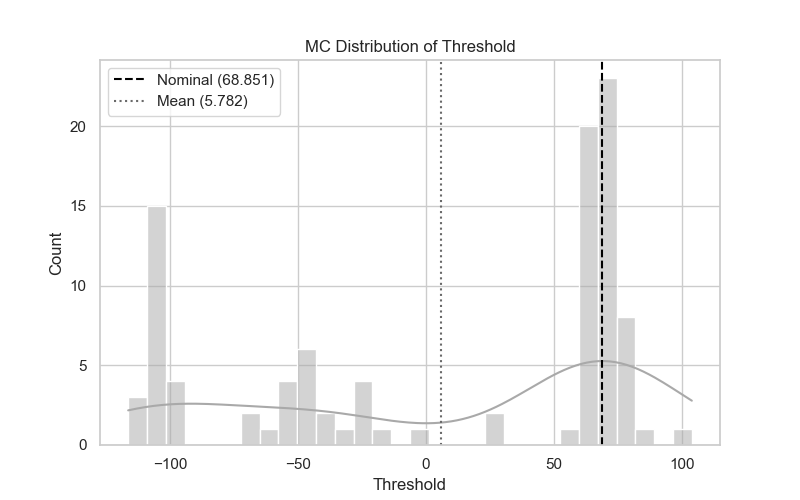 MC Distribution of Threshold
Nominal (68.851)
Mean (5.782)
Count
20
15
10
5
0
−100
−50
0
50
100
Threshold